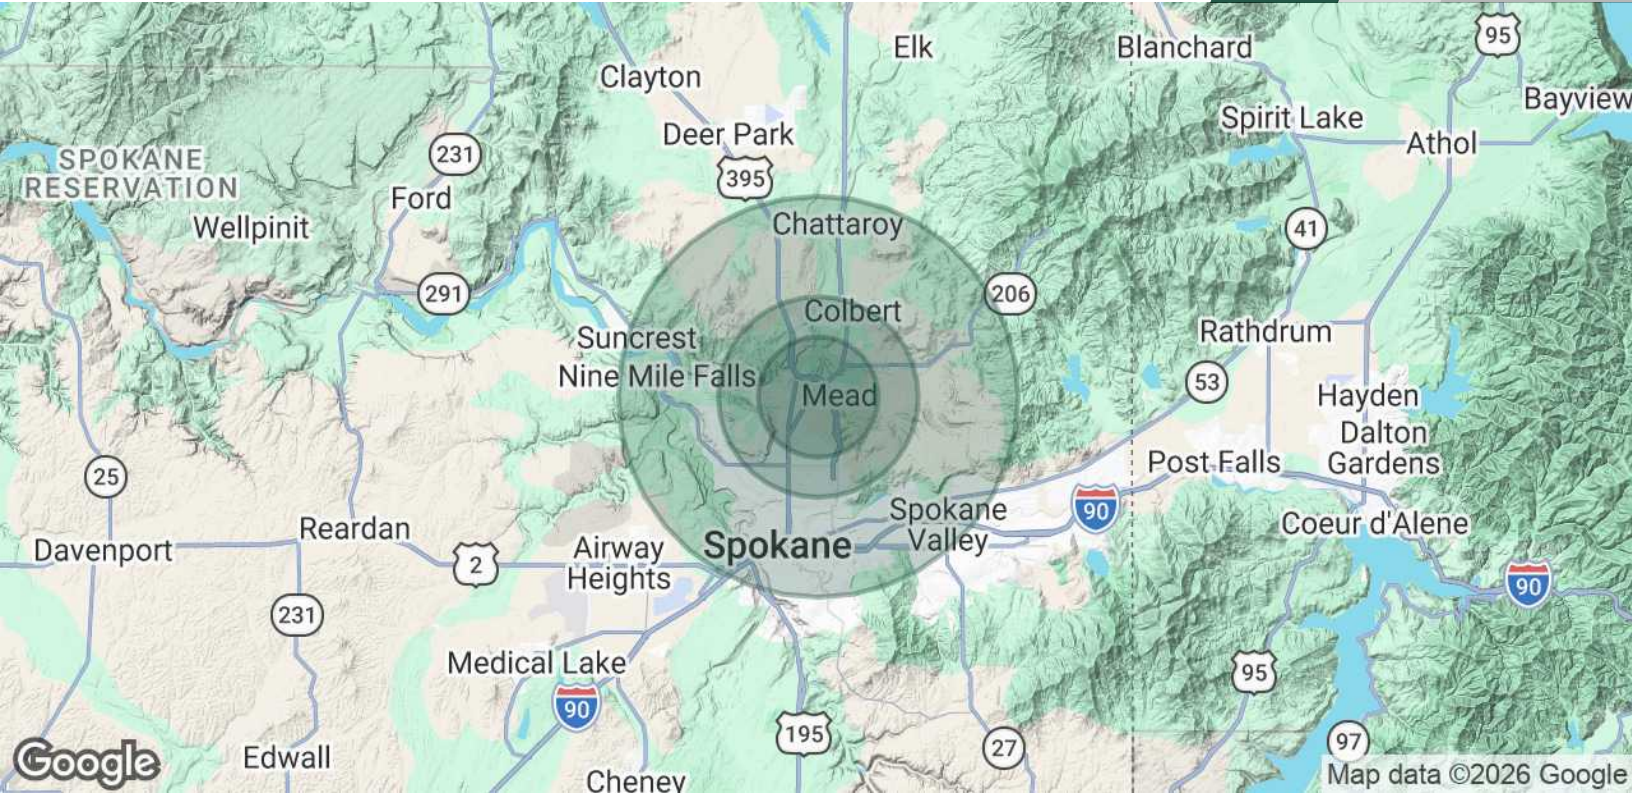 95
Elk
Blanchard
Clayton
Bayview
Spirit Lake
Deer Park
Athol
231
SPOKANE
RESERVATION
395
Ford
Wellpinit
Chattaroy
41
291
206
Colbert
Suncrest
Rathdrum
Nine Mile Falls
53
Mead
Hayden
Dalton
Gardens
Post Falls
25
90
Spokane
Valley
Coeur d'Alene
Reardan
Davenport
Spokane
Airway
Heights
2
90
231
Medical Lake
95
90
195
27
97
Edwall
Google
Cheney
Map data ©2026 Google